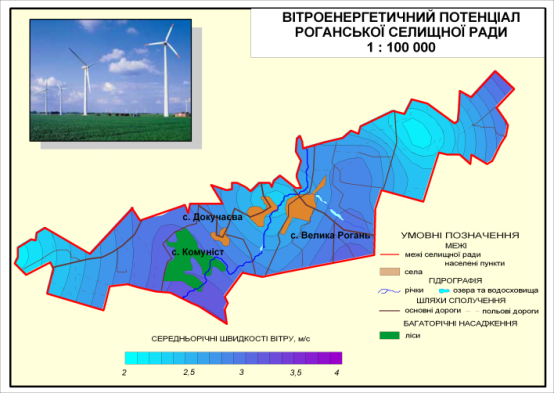 ВІТРОЕНЕРГЕТИЧНИЙ ПОТЕНЦІАЛ
РОГАНСЬКОЇ СЕЛИЩНОЇ РАДИ
1 : 100 000
с. Докучаєва
с. Велика Рогань
с. Комуніст
УМОВНІ ПОЗНАЧЕННЯ
МЕЖІ
межі селищної ради
населені пункти
села
ГІДРОГРАФІЯ
річки озера та водосховища
ШЛЯХИ СПОЛУЧЕННЯ
основні дороги польові дороги
БАГАТОРІЧНІ НАСАДЖЕННЯ
ліси
СЕРЕДНЬОРІЧНІ ШВИДКОСТІ ВІТРУ, м/с
2 2,5 3 3,5 4